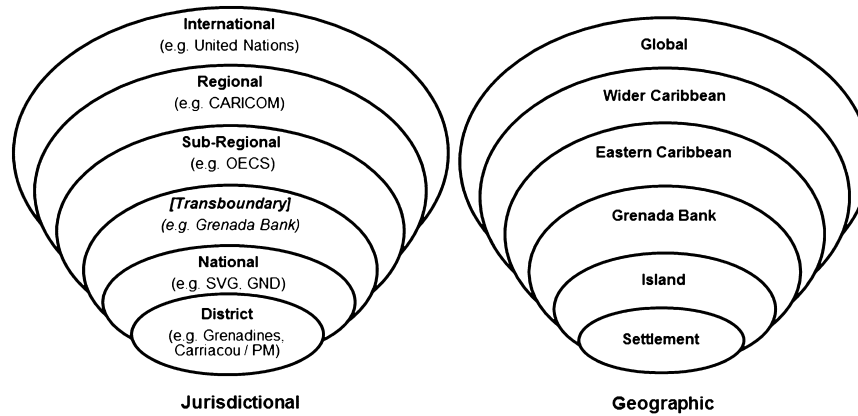 International
(e.g. United Nations)
Regional
(e.g. CARICOM)
Sub-Regional
(e.g. OECS)
[Transboundary]
(e.g. Grenada Bank)
National
(e.g. SVG, GND)
District
(e.g. Grenadines,
Carriacou / PM)
Jurisdictional
Global
Wider Caribbean
Eastern Caribbean
Grenada Bank
Island
Settlement
Geographic